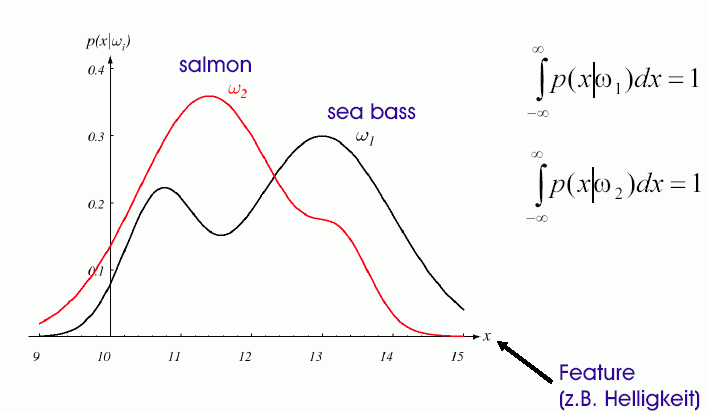 p(x|ωi)
0.4
0.3
0.2
0.1
salmon
ω2
sea bass
ω1
9 10 11 12 13 14 15
x
∞
∫p(x|ω1)dx = 1
−∞
∞
∫p(x|ω2)dx = 1
−∞
Feature
(z.B. Helligkeit)